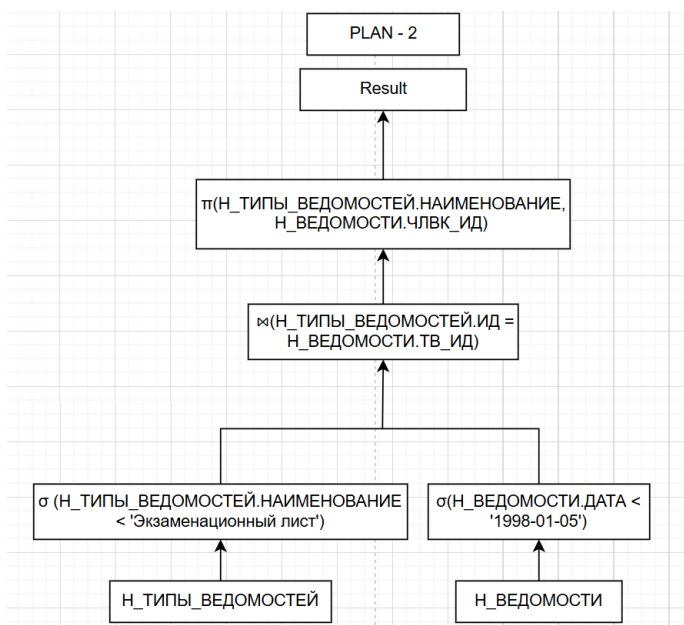 PLAN - 2
Result
π(Н_ТИПЫ_ВЕДОМОСТЕЙ.НАИМЕНОВАНИЕ,
Н_ВЕДОМОСТИ.ЧЛВК_ИД)
⋈(Н_ТИПЫ_ВЕДОМОСТЕЙ.ИД =
Н_ВЕДОМОСТИ.ТВ_ИД)
σ (Н_ТИПЫ_ВЕДОМОСТЕЙ.НАИМЕНОВАНИЕ
< 'Экзаменационный лист')
σ(Н_ВЕДОМОСТИ.ДАТА <
'1998-01-05')
Н_ТИПЫ_ВЕДОМОСТЕЙ
Н_ВЕДОМОСТИ